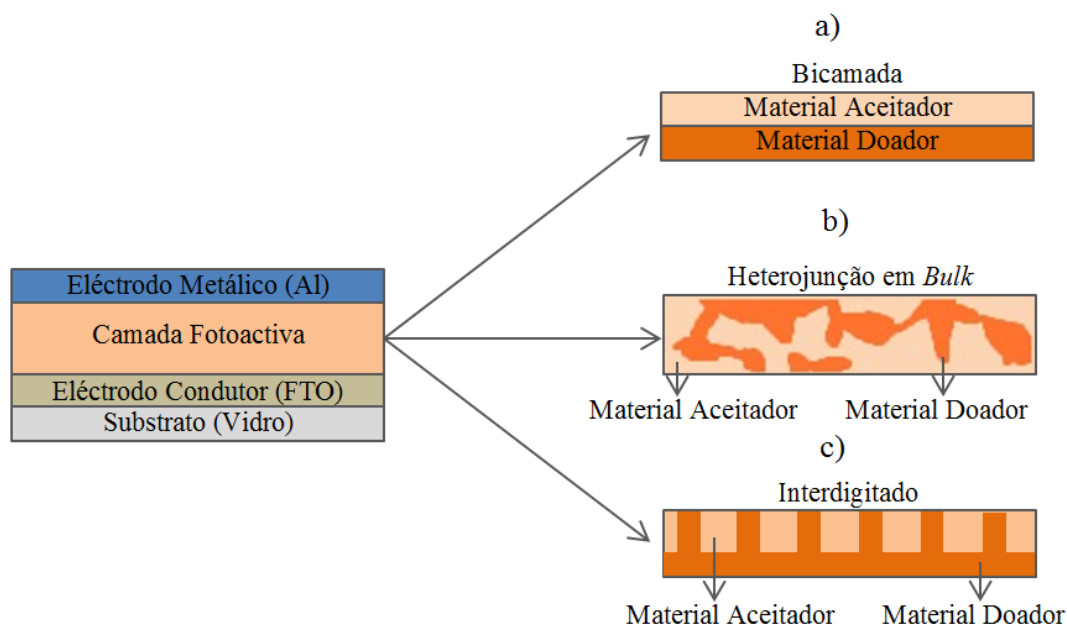 a)
Bicamada
Material Aceitador
Material Doador
b)
Heterojunção em Bulk
Material Aceitador
Material Doador
c)
Interdigitado
Material Aceitador
Material Doador
Eléctrodo Metálico (Al)
Camada Fotoactiva
Eléctrodo Condutor (FTO)
Substrato (Vidro)